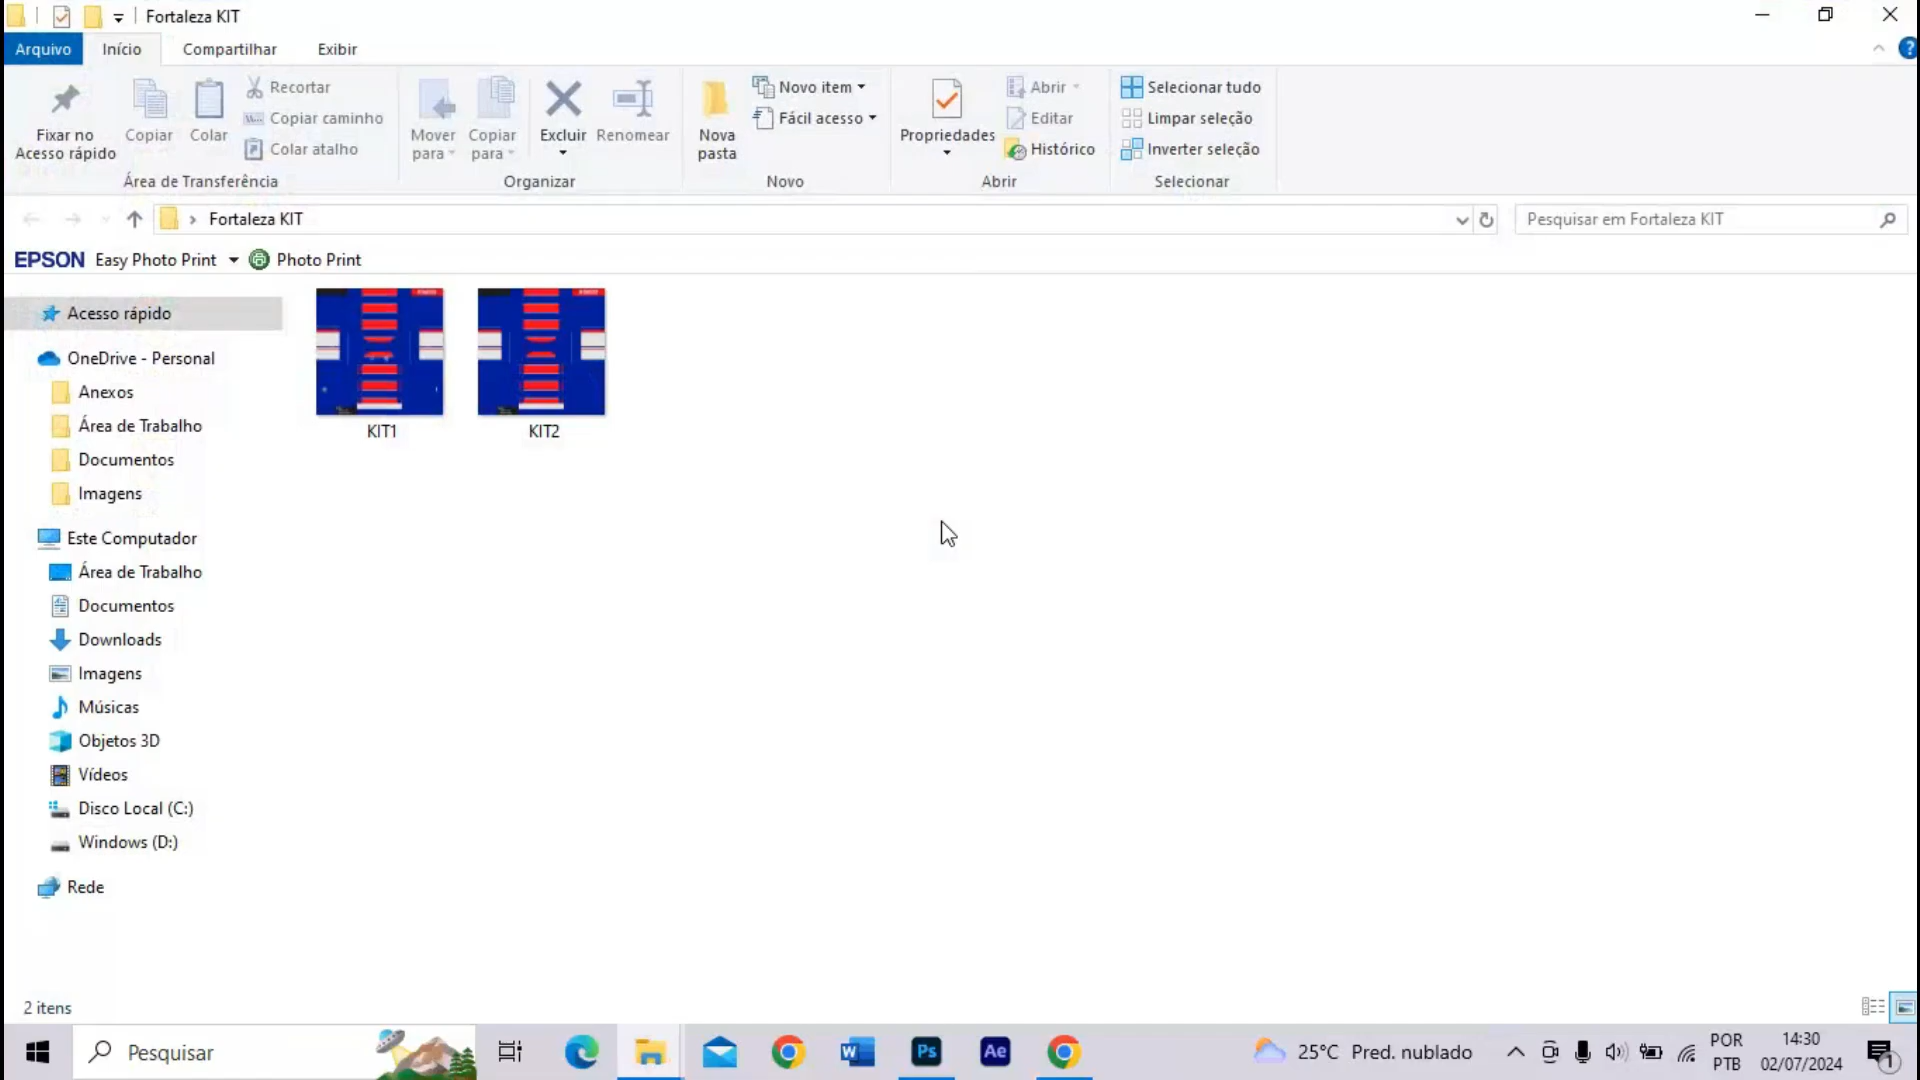 Fortaleza KIT
Arquivo Início Compartilhar Exibir
Fixar no
Acesso rápido
Copiar
Colar
Recortar
Copiar caminho
Colar atalho
Área de Transferência
Mover
para
Copiar
para
Excluir
Renomear
Organizar
Nova
pasta
Novo item
Fácil acesso
Novo
Propriedades
Abrir
Editar
Histórico
Abrir
Selecionar tudo
Limpar seleção
Inverter seleção
Selecionar
Fortaleza KIT
Pesquisar em Fortaleza KIT
EPSON Easy Photo Print Photo Print
Acesso rápido
OneDrive - Personal
Anexos
Área de Trabalho
Documentos
Imagens
Este Computador
Área de Trabalho
Documentos
Downloads
Imagens
Músicas
Objetos 3D
Vídeos
Disco Local (C:)
Windows (D:)
Rede
KIT1
KIT2
2 itens
Pesquisar
W
Ps
Ae
25°C Pred. nublado
POR
PTB
14:30
02/07/2024
1